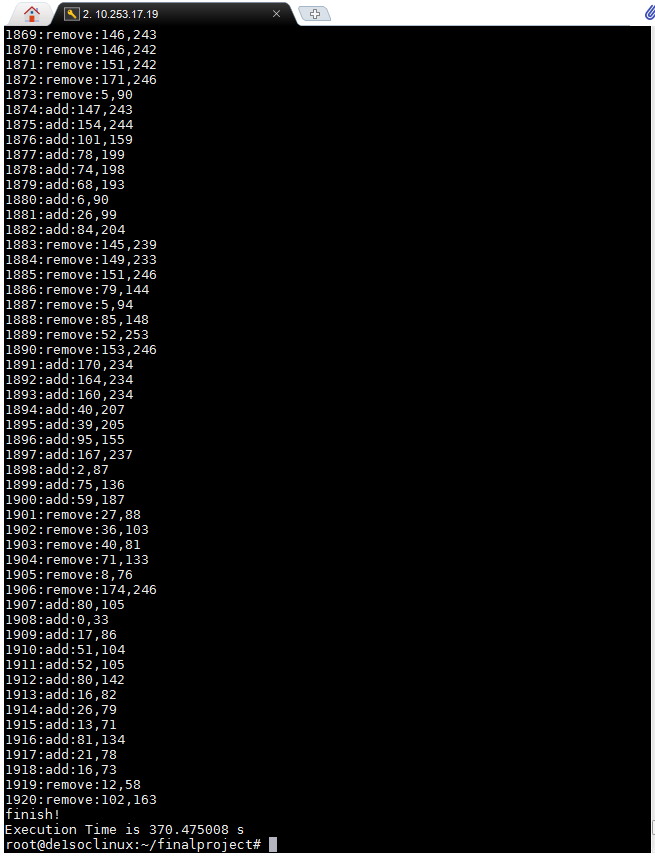 2. 10.253.17.19
1869:remove:146,243
1870:remove:146,242
1871:remove:151,242
1872:remove:171,246
1873:remove:5,90
1874:add:147,243
1875:add:154,244
1876:add:101,159
1877:add:78,199
1878:add:74,198
1879:add:68,193
1880:add:6,90
1881:add:26,99
1882:add:84,204
1883:remove:145,239
1884:remove:149,233
1885:remove:151,246
1886:remove:79,144
1887:remove:5,94
1888:remove:85,148
1889:remove:52,253
1890:remove:153,246
1891:add:170,234
1892:add:164,234
1893:add:160,234
1894:add:40,207
1895:add:39,205
1896:add:95,155
1897:add:167,237
1898:add:2,87
1899:add:75,136
1900:add:59,187
1901:remove:27,88
1902:remove:36,103
1903:remove:40,81
1904:remove:71,133
1905:remove:8,76
1906:remove:174,246
1907:add:80,105
1908:add:0,33
1909:add:17,86
1910:add:51,104
1911:add:52,105
1912:add:80,142
1913:add:16,82
1914:add:26,79
1915:add:13,71
1916:add:81,134
1917:add:21,78
1918:add:16,73
1919:remove:12,58
1920:remove:102,163
finish!
Execution Time is 370.475008 s
root@de1soclinux:~/finalproject#